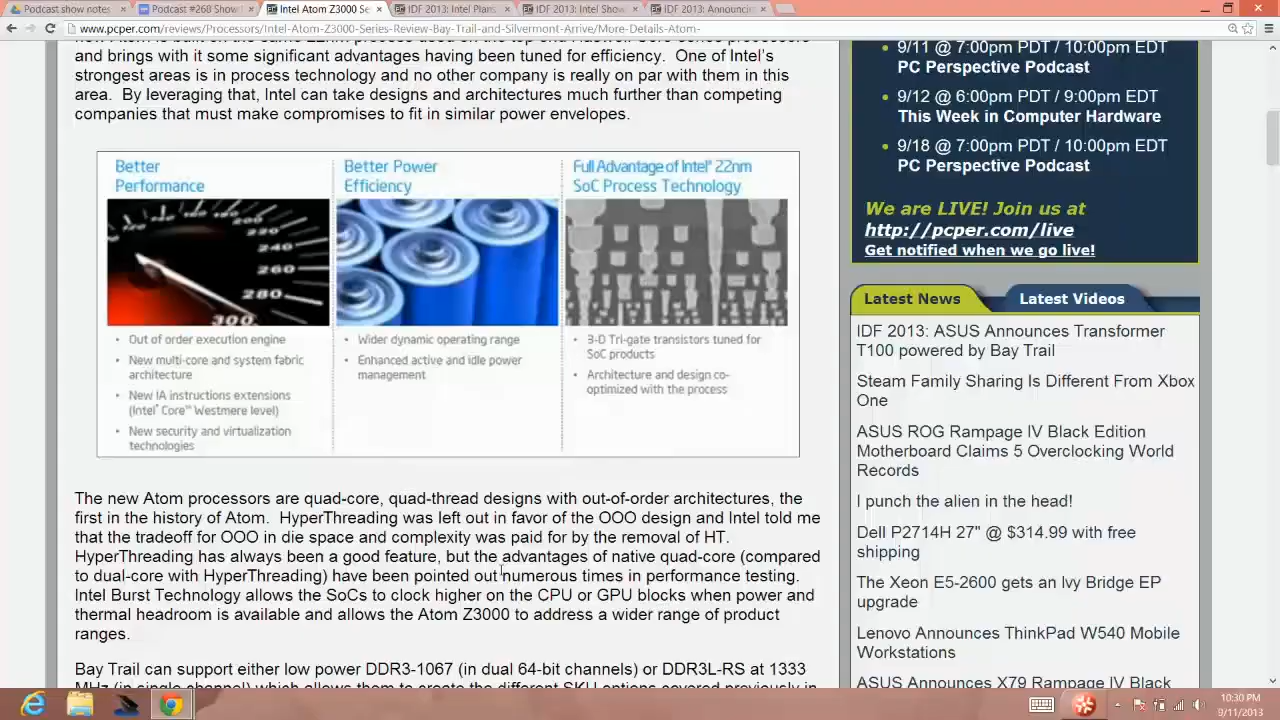 Podcast show notes
Podcast #268 Show
Intel Atom Z3000 Se
IDF 2013: Intel Plans
IDF 2013: Intel Show
IDF 2013: Announcin
www.pcper.com/reviews/Processors/Intel-Atom-Z3000-Series-Review-Bay-Trail-and-Silvermont-Arrive/More-Details-Atom-
and brings with it some significant advantages having been tuned for efficiency. One of Intel's
strongest areas is in process technology and no other company is really on par with them in this
area. By leveraging that, Intel can take designs and architectures much further than competing
companies that must make compromises to fit in similar power envelopes.
Better
Performance
Better Power
Efficiency
Full Advantage of Intel® 22nm
SoC Process Technology
200
220
240
260
280
300
• Out of order execution engine
• New multi-core and system fabric
architecture
• New IA instructions extensions
(Intel® Core™ Westmere level)
• New security and virtualization
technologies
• Wider dynamic operating range
• Enhanced active and idle power
management
• 3-D Tri-gate transistors tuned for
SoC products
• Architecture and design co-
optimized with the process
The new Atom processors are quad-core, quad-thread designs with out-of-order architectures, the
first in the history of Atom. HyperThreading was left out in favor of the OOO design and Intel told me
that the tradeoff for OOO in die space and complexity was paid for by the removal of HT.
HyperThreading has always been a good feature, but the advantages of native quad-core (compared
to dual-core with HyperThreading) have been pointed out numerous times in performance testing.
Intel Burst Technology allows the SoCs to clock higher on the CPU or GPU blocks when power and
thermal headroom is available and allows the Atom Z3000 to address a wider range of product
ranges.
Bay Trail can support either low power DDR3-1067 (in dual 64-bit channels) or DDR3L-RS at 1333
MHz (in single channel) which allows them to create the different SKU options covered previously in
• 9/11 @ 7:00pm PDT / 10:00pm EDT
PC Perspective Podcast
• 9/12 @ 6:00pm PDT / 9:00pm EDT
This Week in Computer Hardware
• 9/18 @ 7:00pm PDT / 10:00pm EDT
PC Perspective Podcast
We are LIVE! Join us at
http://pcper.com/live
Get notified when we go live!
Latest News
Latest Videos
IDF 2013: ASUS Announces Transformer
T100 powered by Bay Trail
Steam Family Sharing Is Different From Xbox
One
ASUS ROG Rampage IV Black Edition
Motherboard Claims 5 Overclocking World
Records
I punch the alien in the head!
Dell P2714H 27" @ $314.99 with free
shipping
The Xeon E5-2600 gets an Ivy Bridge EP
upgrade
Lenovo Announces ThinkPad W540 Mobile
Workstations
ASUS Announces X79 Rampage IV Black
10:30 PM
9/11/2013